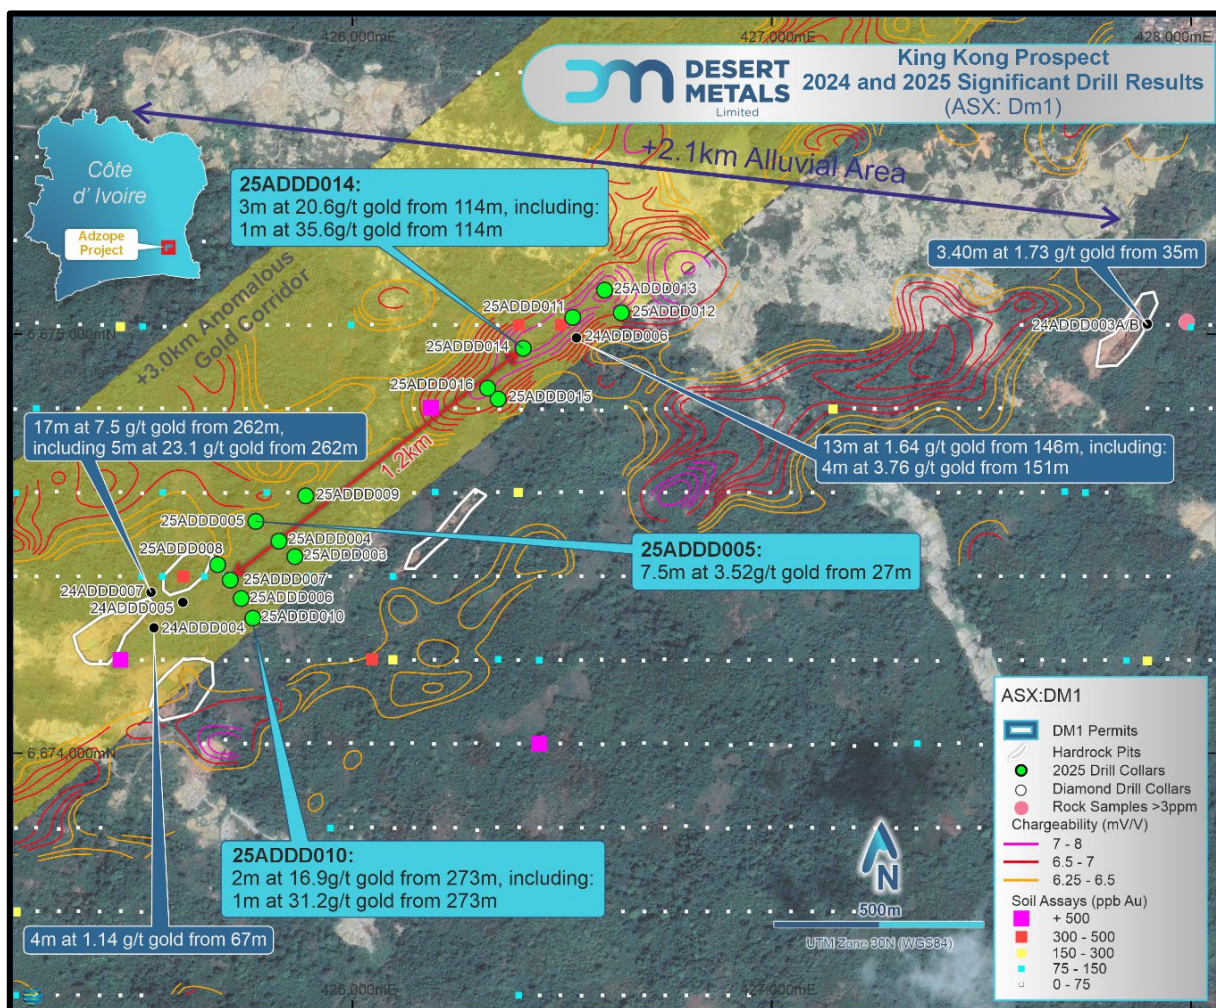 426,000mE
427,000mE
428,000mE
DESERT
METALS
Limited
King Kong Prospect
2024 and 2025 Significant Drill Results
(ASX: Dm1)
+2.1km Alluvial Area
Côte
d' Ivoire
Adzope
Project
25ADDD014:
3m at 20.6g/t gold from 114m, including:
1m at 35.6g/t gold from 114m
3.40m at 1.73 g/t gold from 35m
+3.0km Anomalous
Gold Corridor
6,675,000mN
25ADDD013
25ADDD011
25ADDD012
24ADDD003A/B
24ADDD006
25ADDD014
25ADDD016
25ADDD015
17m at 7.5 g/t gold from 262m,
including 5m at 23.1 g/t gold from 262m
13m at 1.64 g/t gold from 146m, including:
4m at 3.76 g/t gold from 151m
1.2km
25ADDD009
25ADDD005
25ADDD004
25ADDD003
25ADDD005:
7.5m at 3.52g/t gold from 27m
25ADDD008
25ADDD007
24ADDD007
24ADDD005
25ADDD006
25ADDD010
24ADDD004
6,674,000mN
25ADDD010:
2m at 16.9g/t gold from 273m, including:
1m at 31.2g/t gold from 273m
4m at 1.14 g/t gold from 67m
N
500m
UTM Zone 30N (WGS84)
ASX:DM1
DM1 Permits
Hardrock Pits
2025 Drill Collars
Diamond Drill Collars
Rock Samples >3ppm
Chargeability (mV/V)
7 - 8
6.5 - 7
6.25 - 6.5
Soil Assays (ppb Au)
+ 500
300 - 500
150 - 300
75 - 150
0 - 75
426,000mE
427,000mE
428,000mE